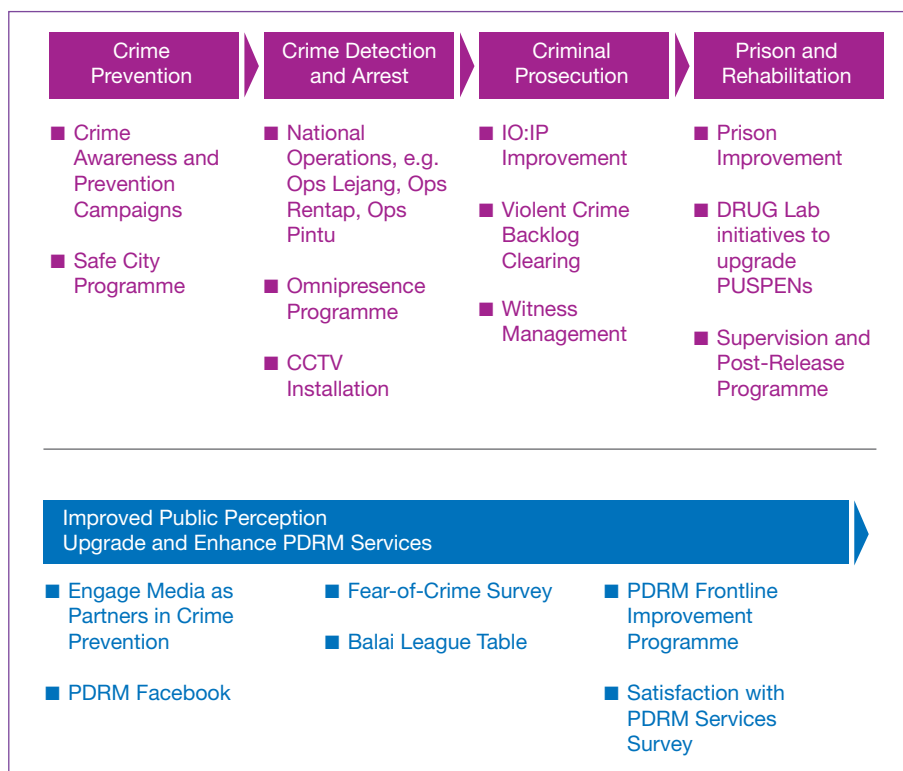 Crime
Prevention
Crime Detection
and Arrest
Criminal
Prosecution
Prison and
Rehabilitation
Crime
Awareness and
Prevention
Campaigns
Safe City
Programme
National
Operations, e.g.
Ops Lejang, Ops
Rentap, Ops
Pintu
Omnipresence
Programme
CCTV
Installation
IO:IP
Improvement
Violent Crime
Backlog
Clearing
Witness
Management
Prison
Improvement
DRUG Lab
initiatives to
upgrade
PUSPENs
Supervision and
Post-Release
Programme
Improved Public Perception
Upgrade and Enhance PDRM Services
Engage Media as
Partners in Crime
Prevention
PDRM Facebook
Fear-of-Crime Survey
Balai League Table
PDRM Frontline
Improvement
Programme
Satisfaction with
PDRM Services
Survey